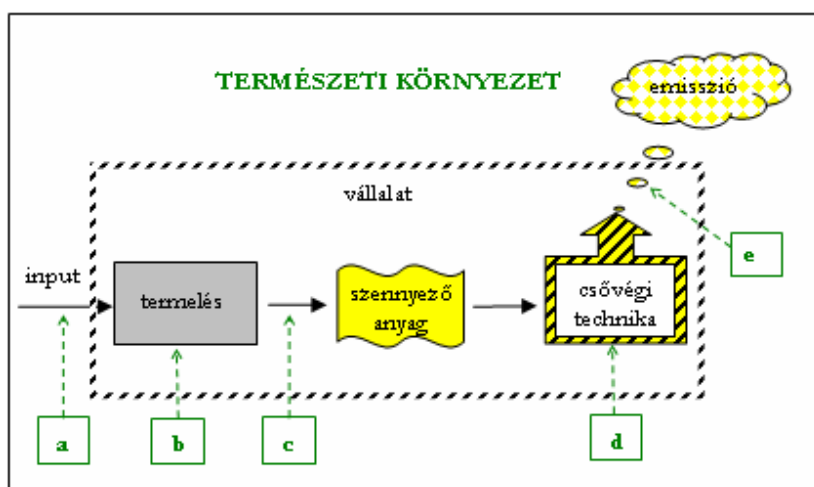 TERMÉSZETI KÖRNYEZET
emisszió
vállalat
input
termelés
szennyező
anyag
csővégi
technika
e
a
b
c
d